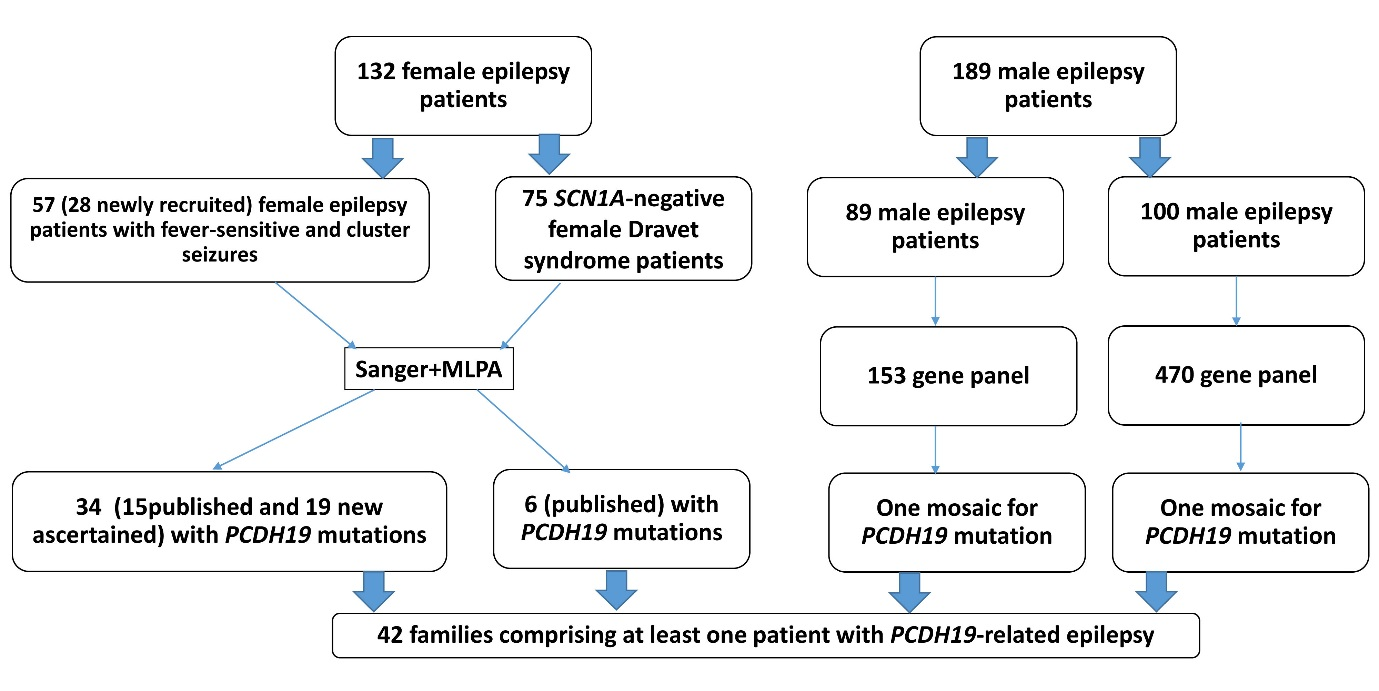 132 female epilepsy
patients
189 male epilepsy
patients
57 (28 newly recruited) female epilepsy
patients with fever-sensitive and cluster
seizures
75 SCN1A-negative
female Dravet
syndrome patients
89 male epilepsy
patients
100 male epilepsy
patients
Sanger+MLPA
153 gene panel
470 gene panel
34 (15published and 19 new
ascertained) with PCDH19 mutations
6 (published) with
PCDH19 mutations
One mosaic for
PCDH19 mutation
One mosaic for
PCDH19 mutation
42 families comprising at least one patient with PCDH19-related epilepsy